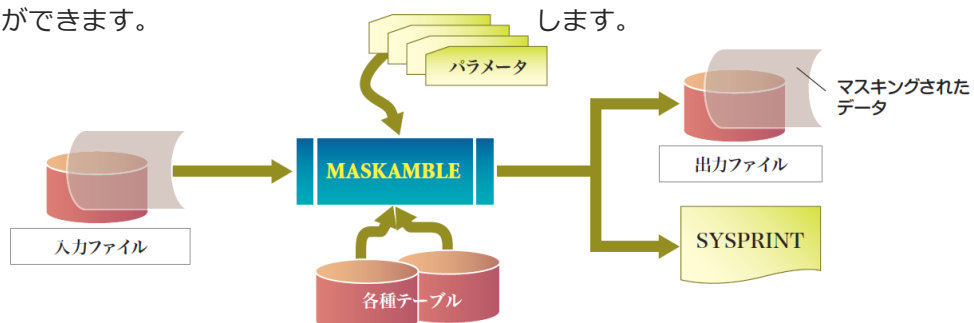 ができます。
します。
パラメータ
マスキングされた
データ
MASKAMBLE
出力ファイル
入力ファイル
SYSPRINT
各種テーブル